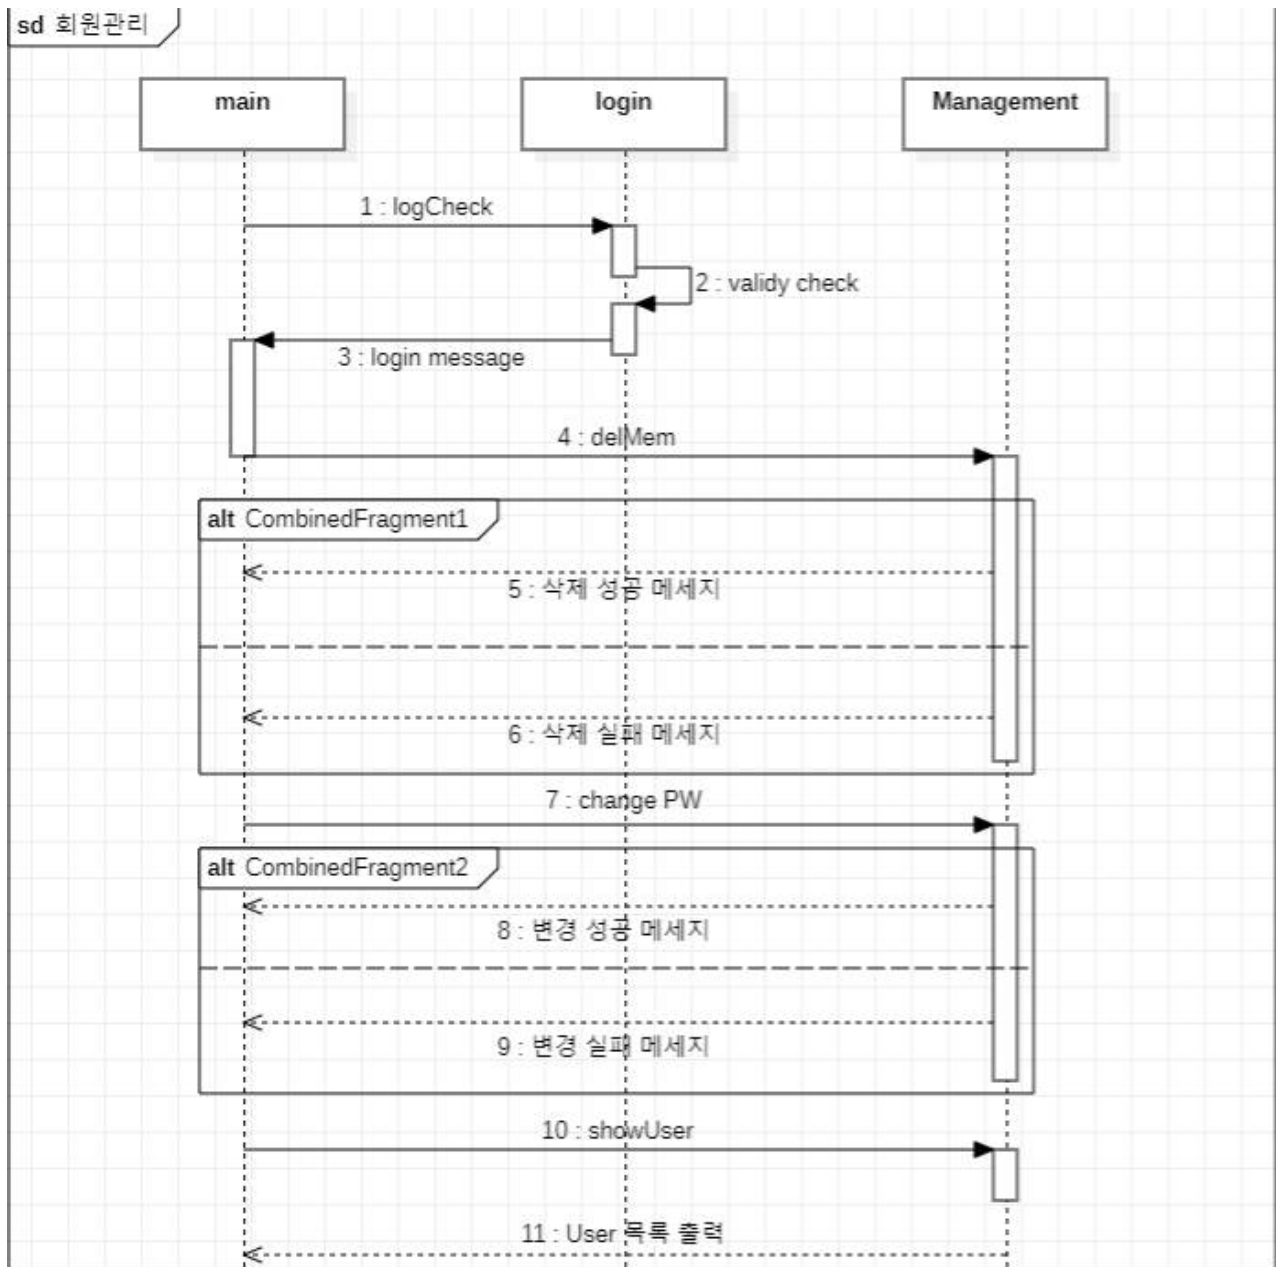 sd 회원관리
main
login
Management
1 : logCheck
2 : validy check
3 : login message
4 : delMem
alt CombinedFragment1
5 : 삭제 성공 메세지
6 : 삭제 실패 메세지
7 : change PW
alt CombinedFragment2
8 : 변경 성공 메세지
9 : 변경 실패 메세지
10 : showUser
11 : User 목록 출력